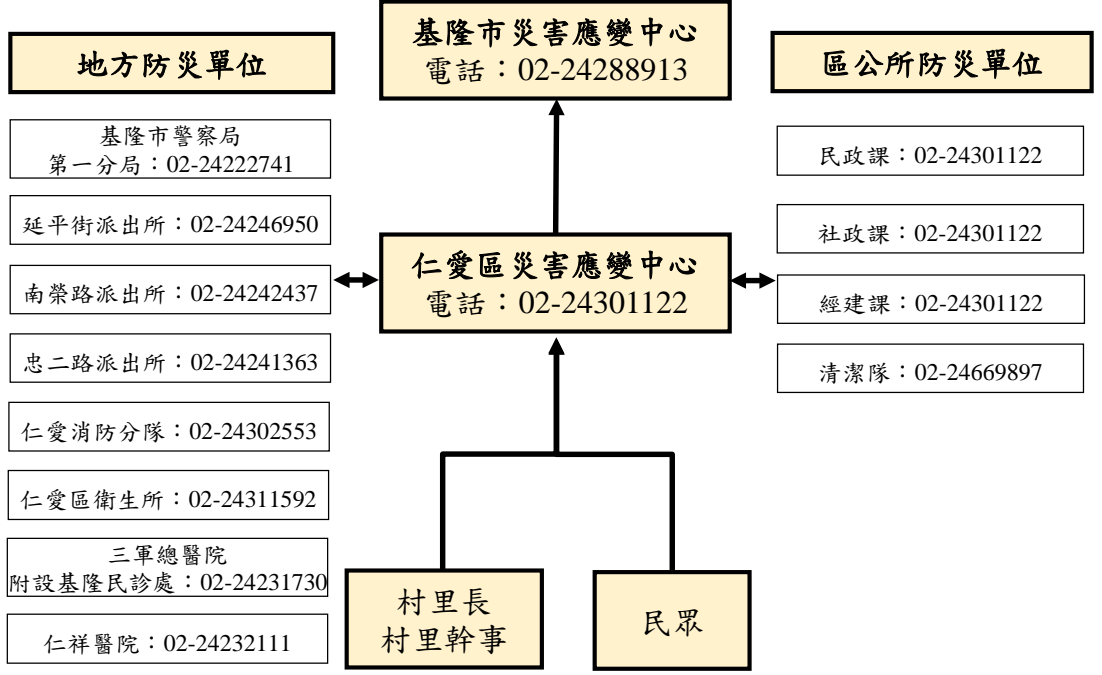 基隆市災害應變中心
電話：02-24288913
地方防災單位
基隆市警察局
第一分局：02-24222741
延平街派出所：02-24246950
南榮路派出所：02-24242437
忠二路派出所：02-24241363
仁愛消防分隊：02-24302553
仁愛區衛生所：02-24311592
三軍總醫院
附設基隆民診處：02-24231730
仁祥醫院：02-24232111
仁愛區災害應變中心
電話：02-24301122
村里長
村里幹事
民眾
區公所防災單位
民政課：02-24301122
社政課：02-24301122
經建課：02-24301122
清潔隊：02-24669897